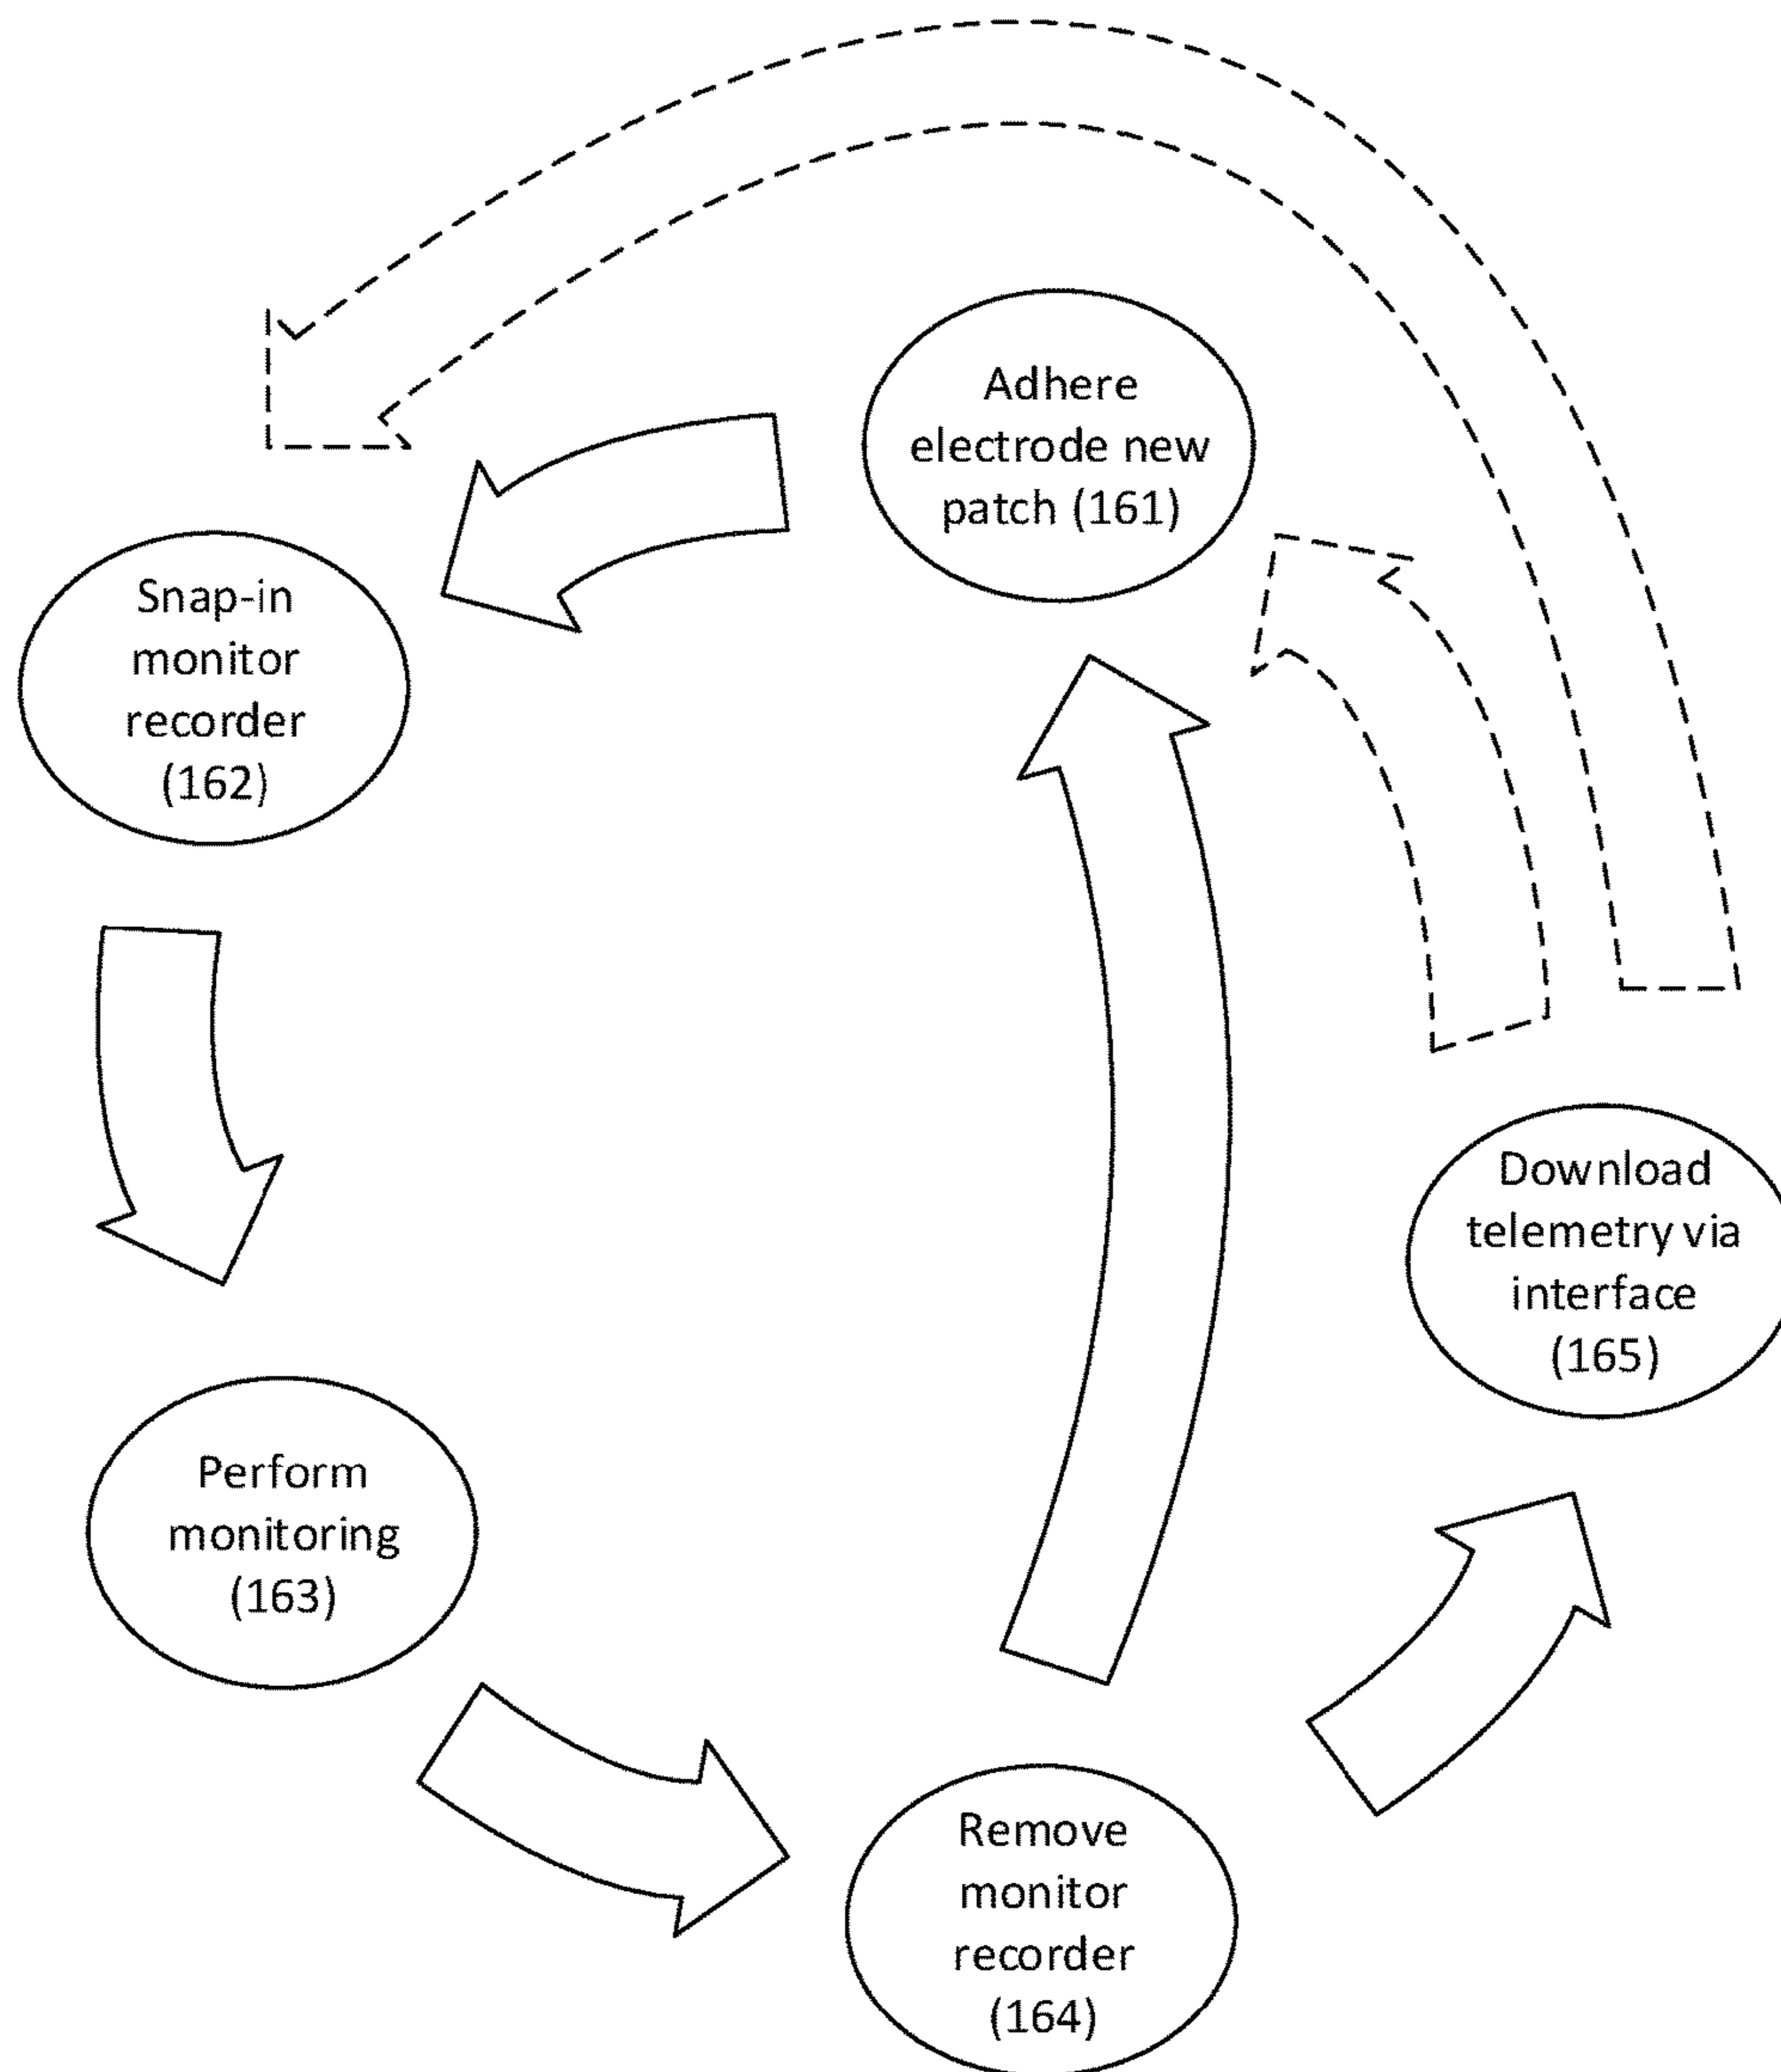 Adhere
electrode new
patch (161)
Snap-in
monitor
recorder
(162)
Download
telemetry via
interface
(165)
Perform
monitoring
(163)
Remove
monitor
recorder
(164)